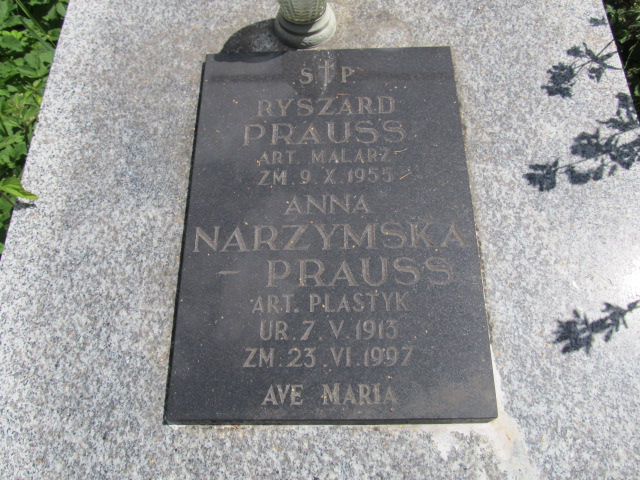 S † P
RYSZARD
PRAUSS
ART. MALARZ
ZM. 9. X. 1955
ANNA
NARZYMSKA
– PRAUSS
ART. PLASTYK
UR. 7. V. 1913
ZM. 23. VI. 1997
AVE MARIA